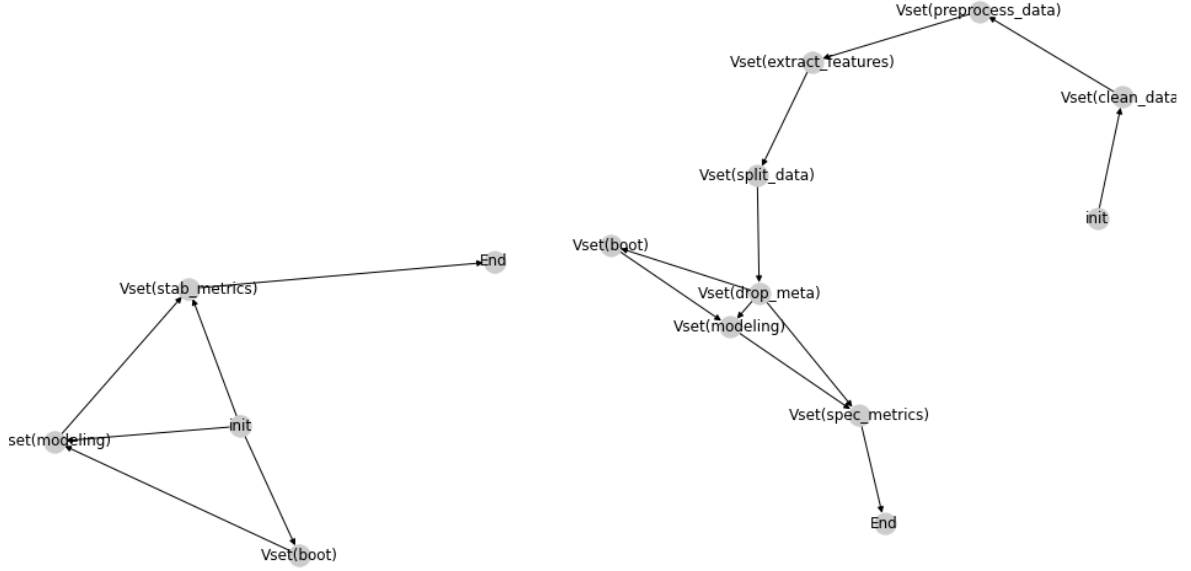 End
Vset(stab_metrics)
init
set(modeling)
Vset(boot)
Vset(preprocess_data)
Vset(extract_features)
Vset(clean_data
Vset(split_data)
init
Vset(boot)
Vset(drop_meta)
Vset(modeling)
Vset(spec_metrics)
End